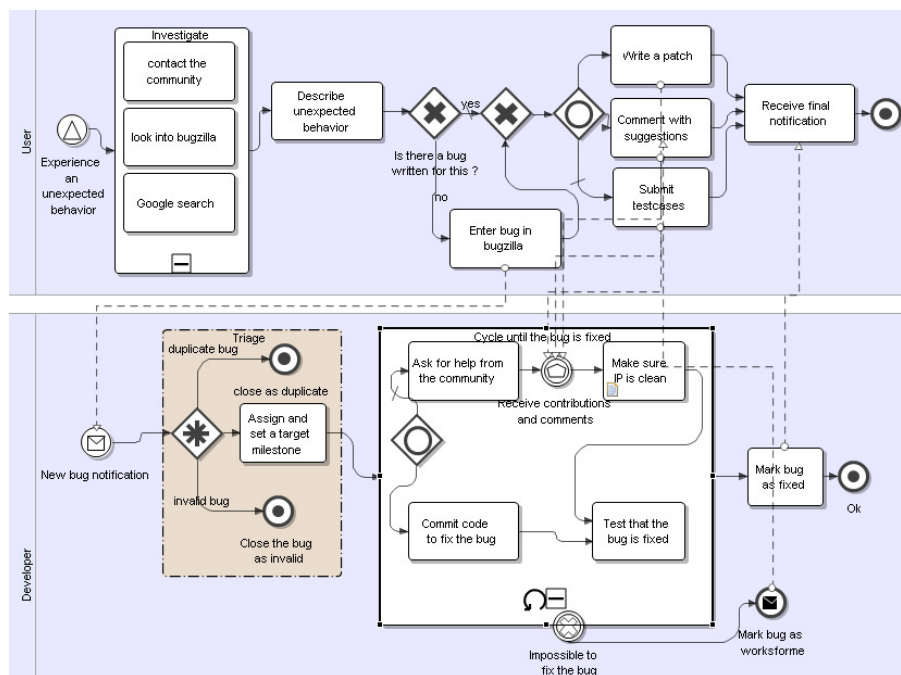 User
Investigate
contact the
community
look into bugzilla
Google search
Experience
an
unexpected
behavior
Describe
unexpected
behavior
yes
Is there a bug
written for this ?
no
Enter bug in
bugzilla
Write a patch
Comment with
suggestions
Submit
testcases
Receive final
notification
Developer
New bug notification
Triage
duplicate bug
close as duplicate
Assign and
set a target
milestone
invalid bug
Close the bug
as invalid
Cycle until the bug is fixed
Ask for help from
the community
Receive contributions
and comments
Make sure
IP is clean
Commit code
to fix the bug
Test that the
bug is fixed
Impossible to
fix the bug
Mark bug
as fixed
Ok
Mark bug as
worksforme